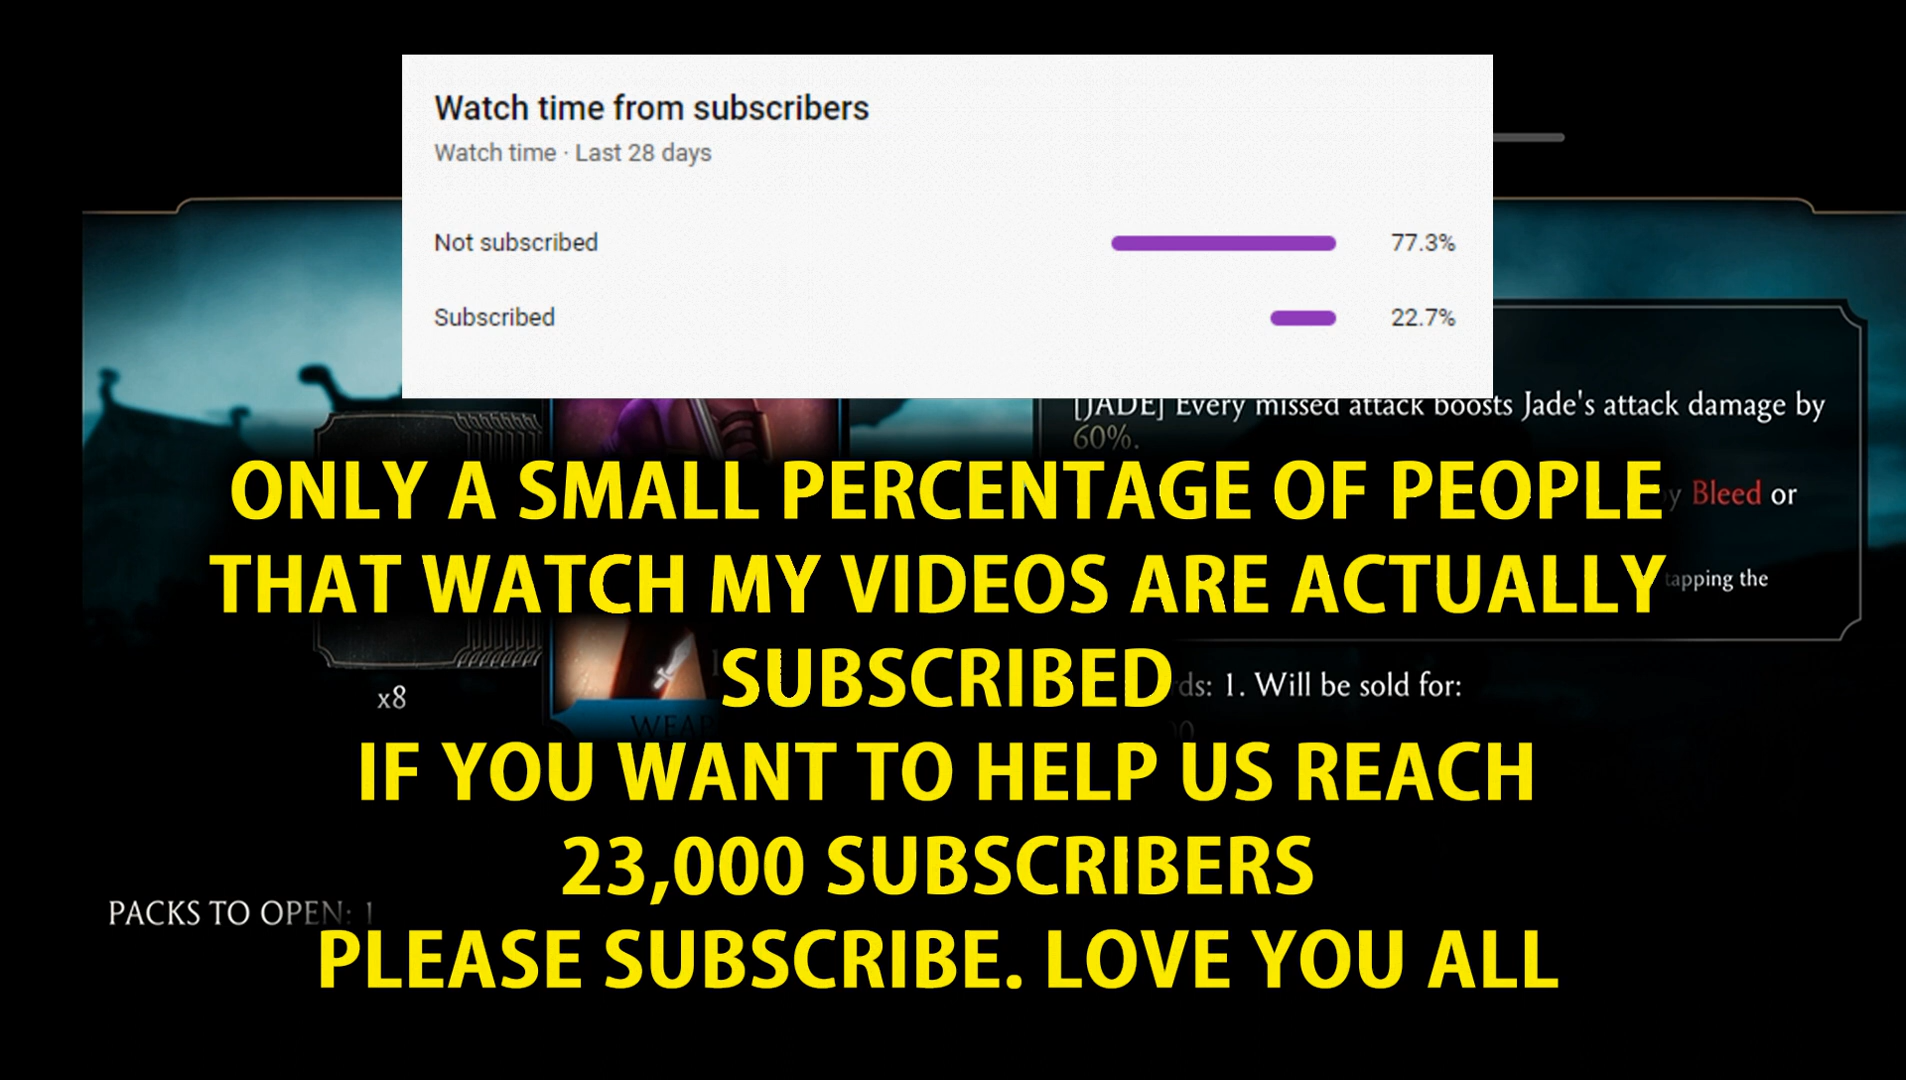 Watch time from subscribers
Watch time · Last 28 days
Not subscribed 77.3%
Subscribed 22.7%
[JADE] Every missed attack boosts Jade's attack damage by
60%.
ONLY A SMALL PERCENTAGE OF PEOPLE
Bleed or
THAT WATCH MY VIDEOS ARE ACTUALLY
tapping the
SUBSCRIBED
1. Will be sold for:
x8
IF YOU WANT TO HELP US REACH
23,000 SUBSCRIBERS
PACKS TO OPEN: 1
PLEASE SUBSCRIBE. LOVE YOU ALL